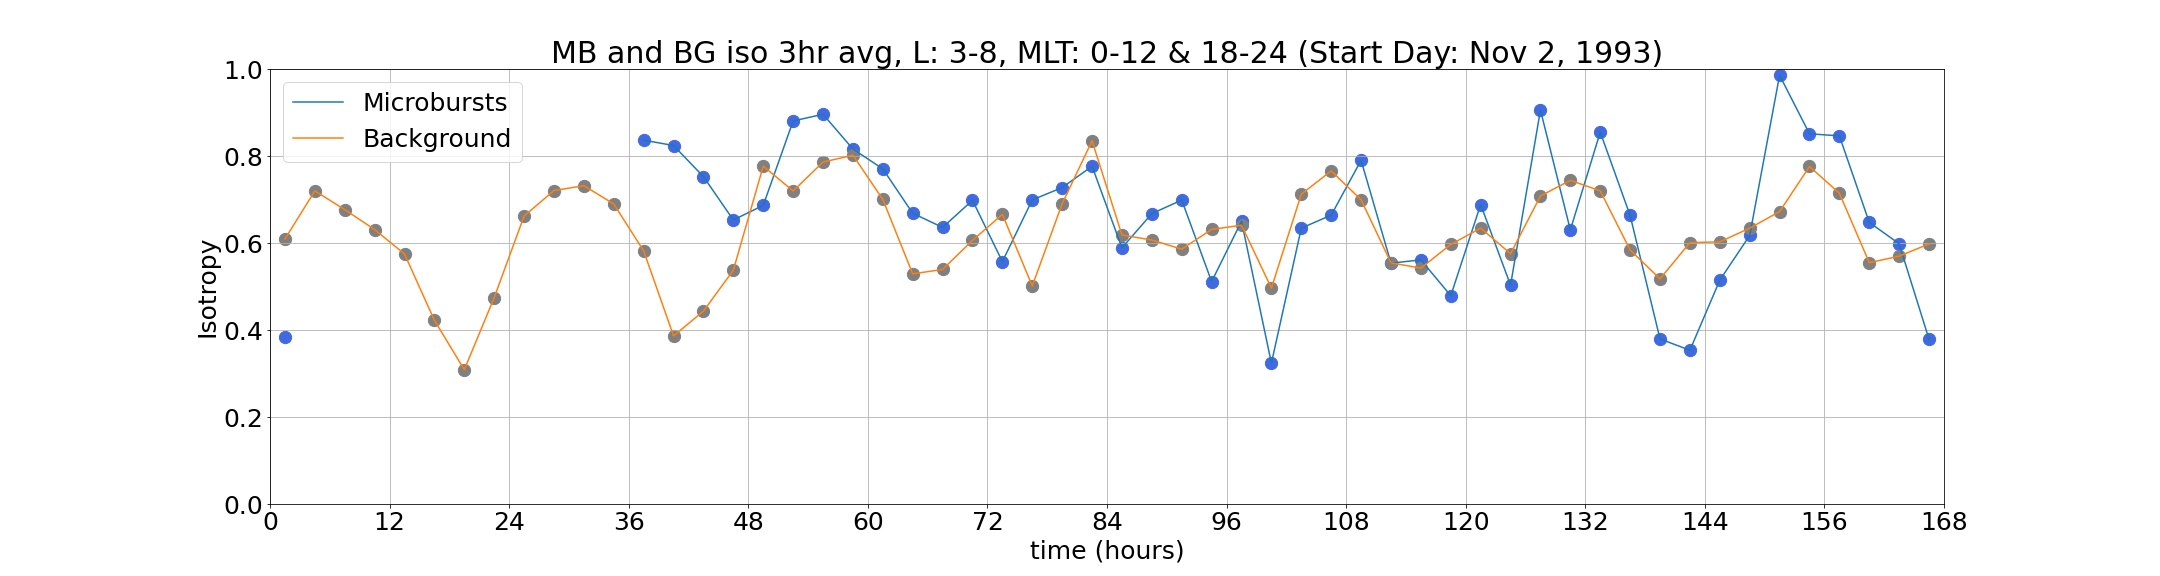 MB and BG iso 3hr avg, L: 3-8, MLT: 0-12 & 18-24 (Start Day: Nov 2, 1993)
1.0
Microbursts
Background
0.8
0.6
Isotropy
0.4
0.2
0.0
0 12 24 36 48 60 72 84 96 108 120 132 144 156 168
time (hours)